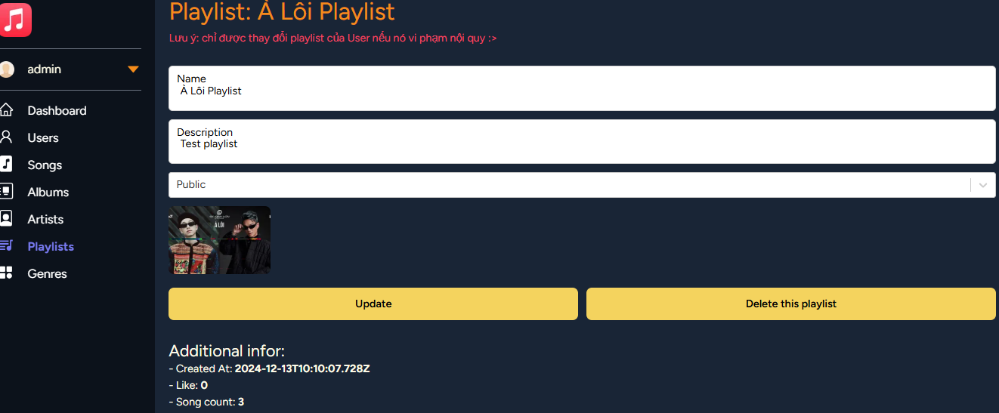 Playlist: À Lôi Playlist
Lưu ý: chỉ được thay đổi playlist của User nếu nó vi phạm nội quy :>
admin
Dashboard
Users
Songs
Albums
Artists
Playlists
Genres
Name
À Lôi Playlist
Description
Test playlist
Public
À LÔI
Update
Delete this playlist
Additional infor:
- Created At: 2024-12-13T10:10:07.728Z
- Like: 0
- Song count: 3